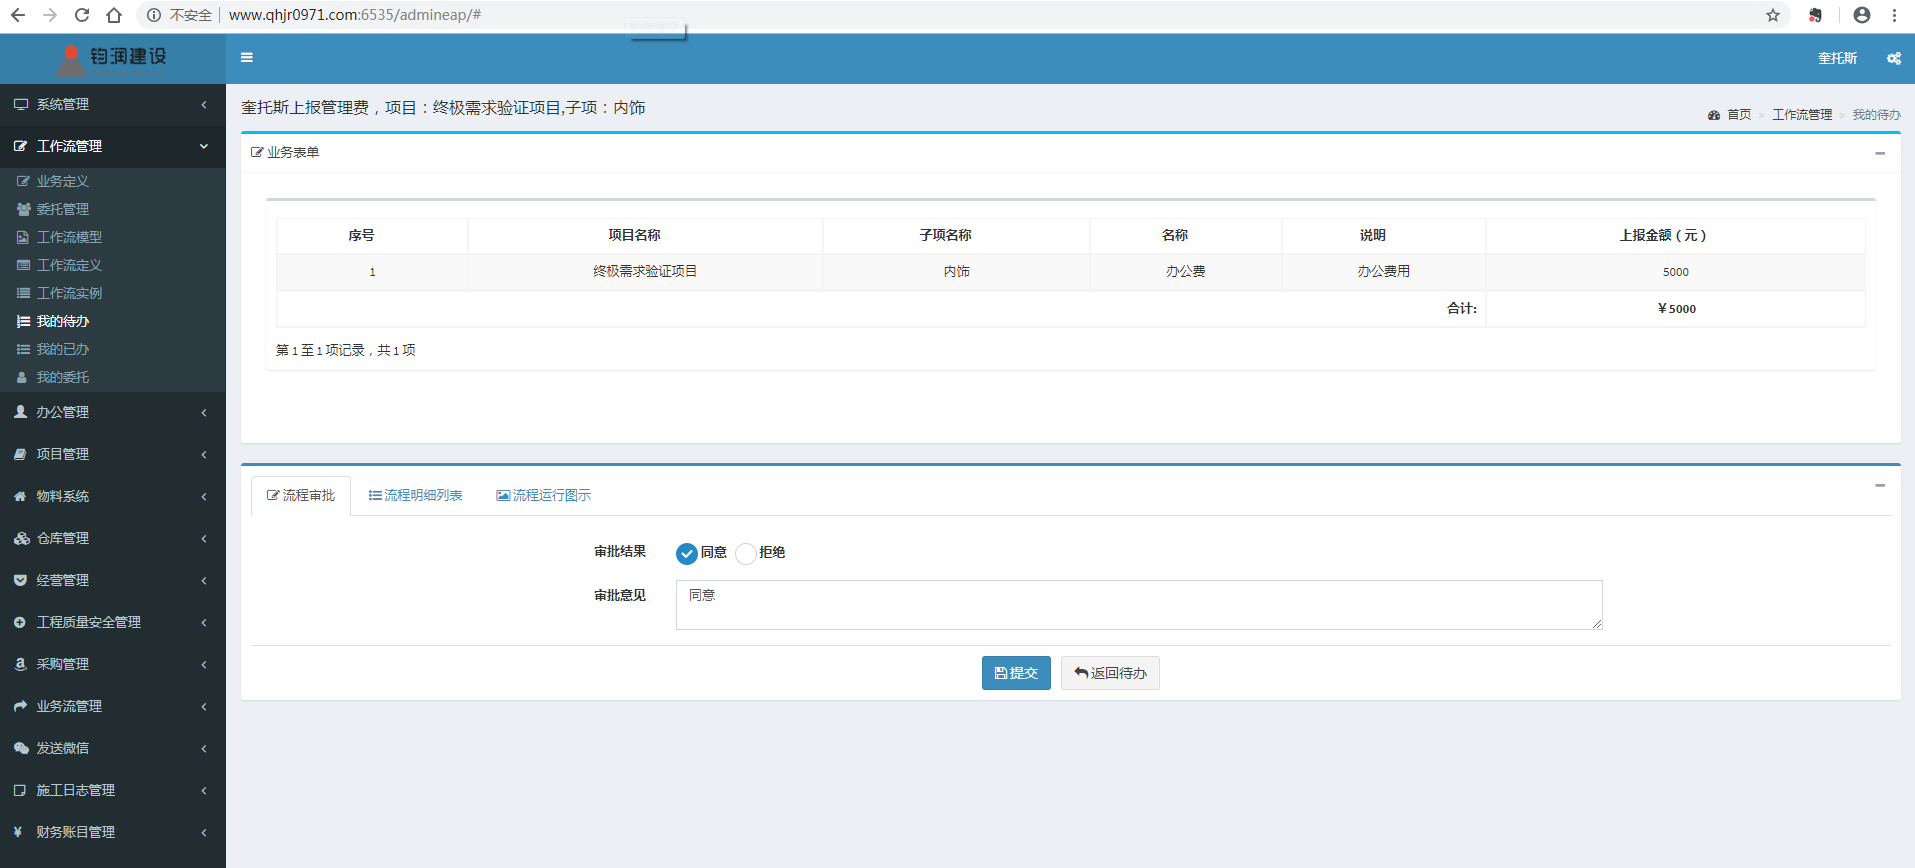 不安全 www.qhjr0971.com:6535/admineap/#
钧润建设
奎托斯
系统管理
工作流管理
业务定义
委托管理
工作流模型
工作流定义
工作流实例
我的待办
我的已办
我的委托
办公管理
项目管理
物料系统
仓库管理
经营管理
工程质量安全管理
采购管理
业务流管理
发送微信
施工日志管理
财务账目管理
奎托斯上报管理费，项目：终极需求验证项目,子项：内饰
首页 > 工作流管理 > 我的待办
业务表单
序号 项目名称 子项名称 名称 说明 上报金额（元）
1 终极需求验证项目 内饰 办公费 办公费用 5000
合计: ￥5000
第 1 至 1 项记录，共 1 项
流程审批 流程明细列表 流程运行图示
审批结果 同意 拒绝
审批意见 同意
提交 返回待办